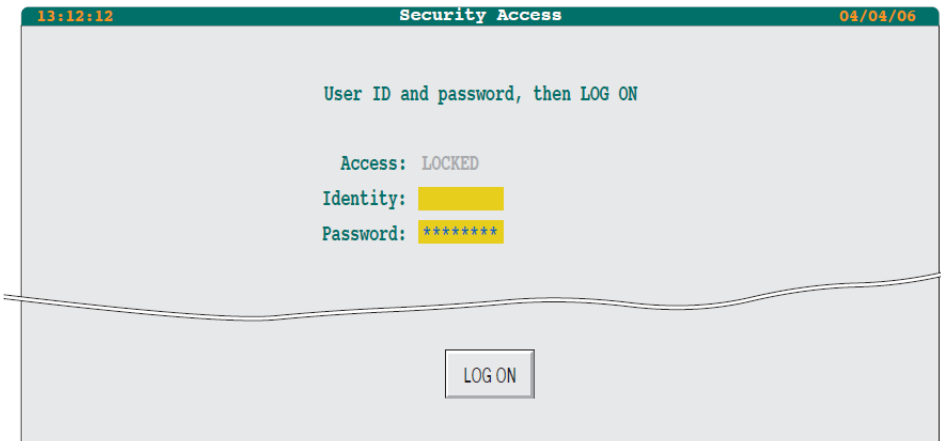 13:12:12 Security Access 04/04/06
User ID and password, then LOG ON
Access: LOCKED
Identity:
Password: ********
LOG ON